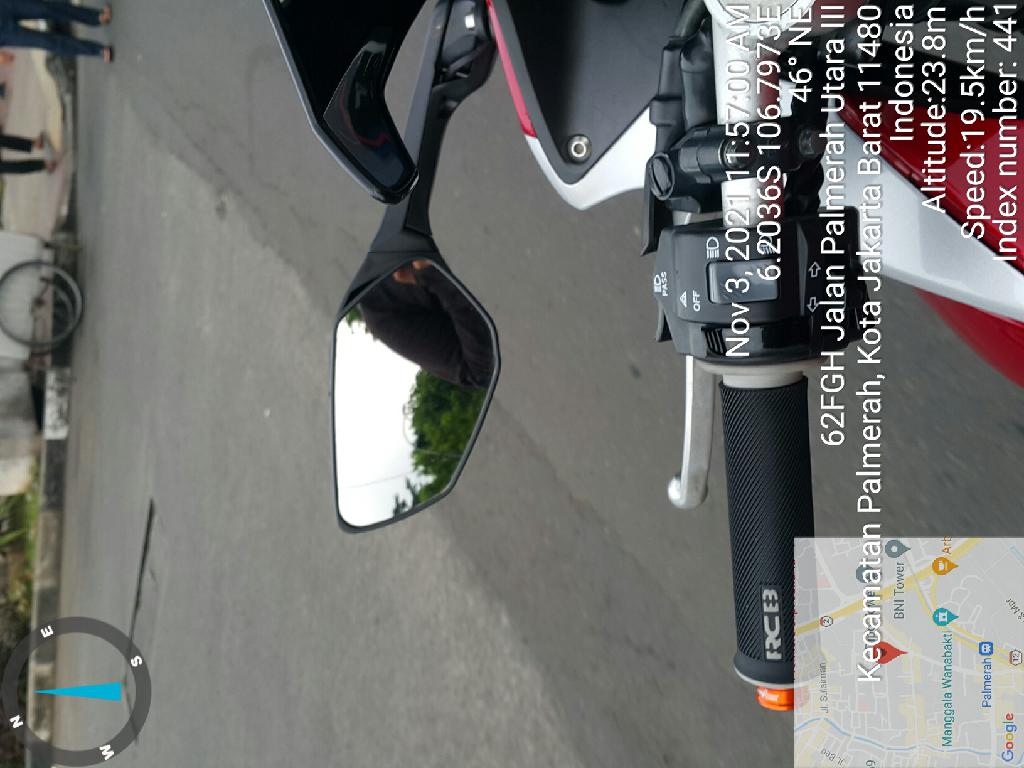 N
E
W
S
PASS
OFF
RCB
Nov 3, 2021 11:57:00 AM
6.2036S 106.7973E
46° NE
62FGH Jalan Palmerah Utara III
Kecamatan Palmerah, Kota Jakarta Barat 11480
Indonesia
Altitude:23.8m
Speed:19.5km/h
Index number: 441
Jl. Sulaiman
2
BNI Tower
Manggala Wanabakti
Palmerah
Google